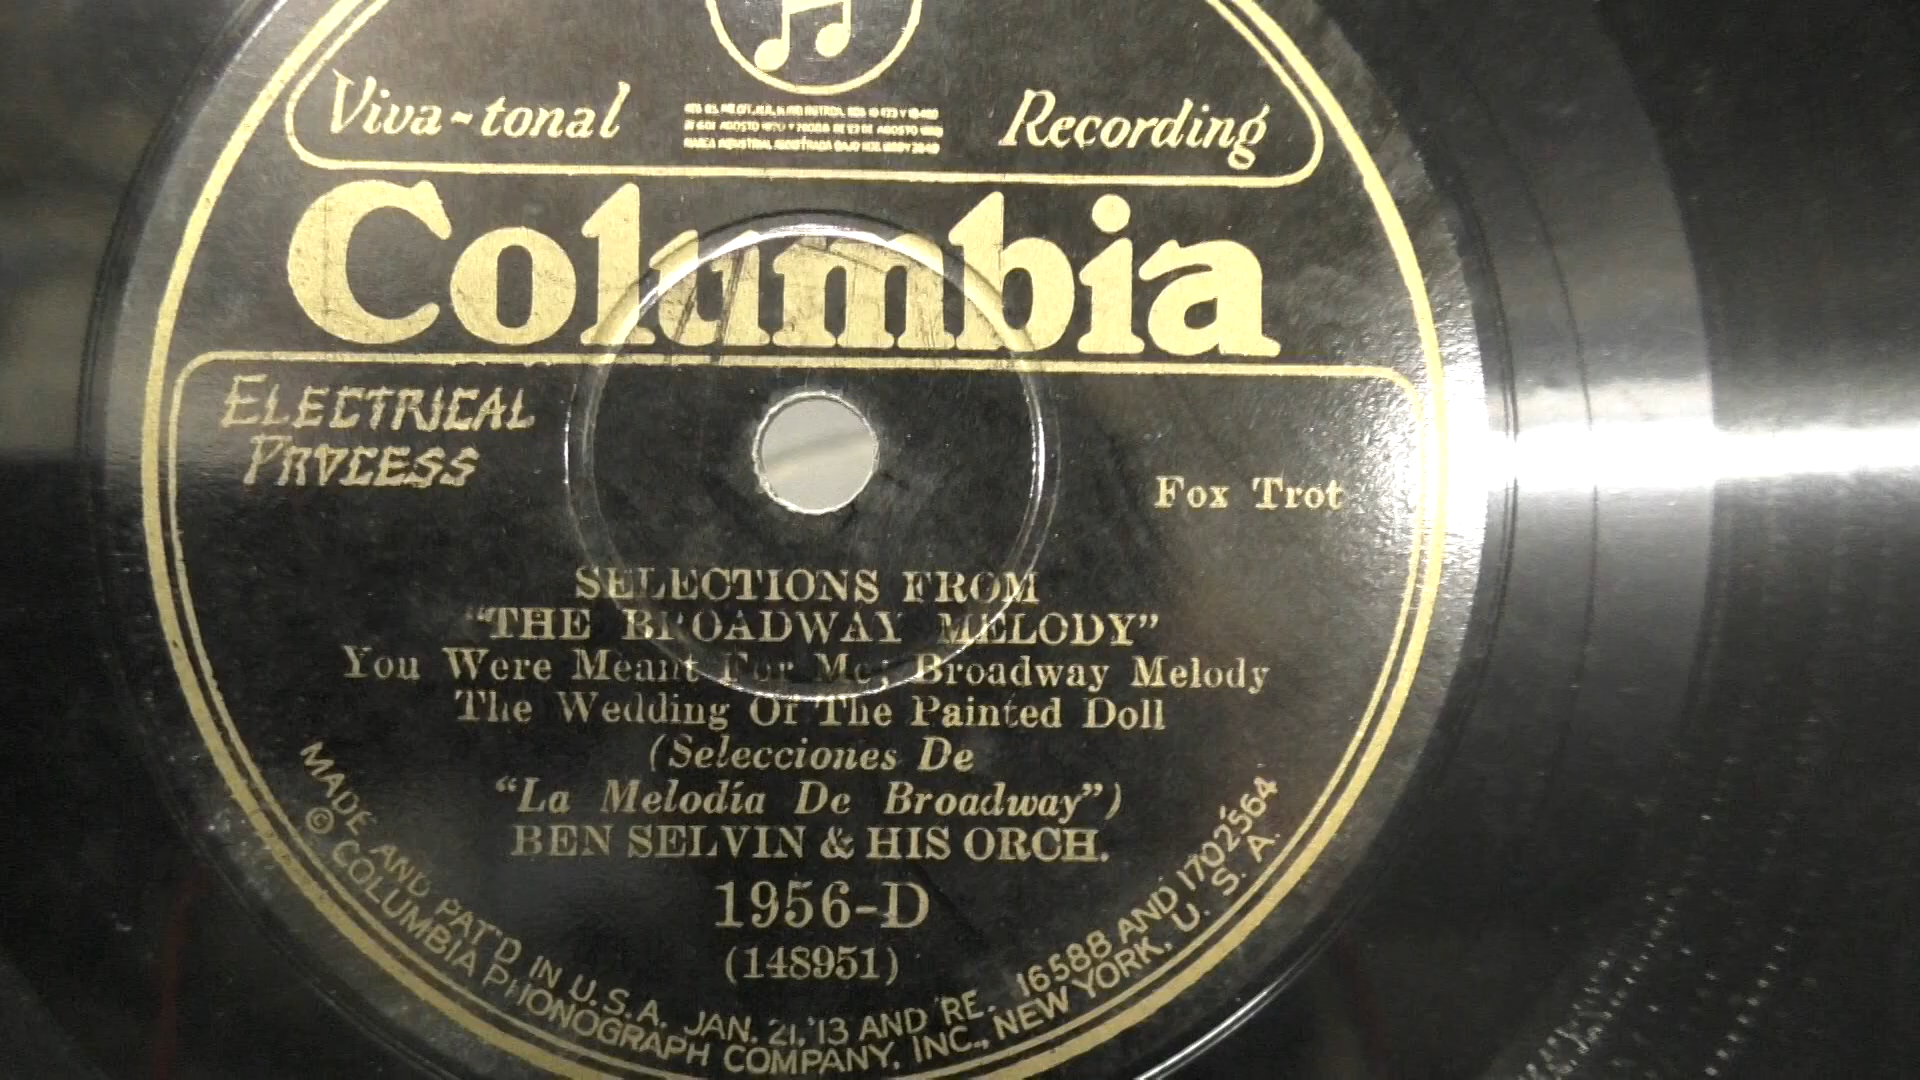 Viva-tonal Recording
Columbia
ELECTRICAL
PROCESS
Fox Trot
SELECTIONS FROM
"THE BROADWAY MELODY"
You Were Meant For Me; Broadway Melody
The Wedding Of The Painted Doll
(Selecciones De
"La Melodía De Broadway")
BEN SELVIN & HIS ORCH.
1956-D
(148951)
MADE AND PAT'D IN U.S.A. JAN. 21,'13 AND RE. 16588 AND 1702564
© COLUMBIA PHONOGRAPH COMPANY, INC., NEW YORK, U. S. A.